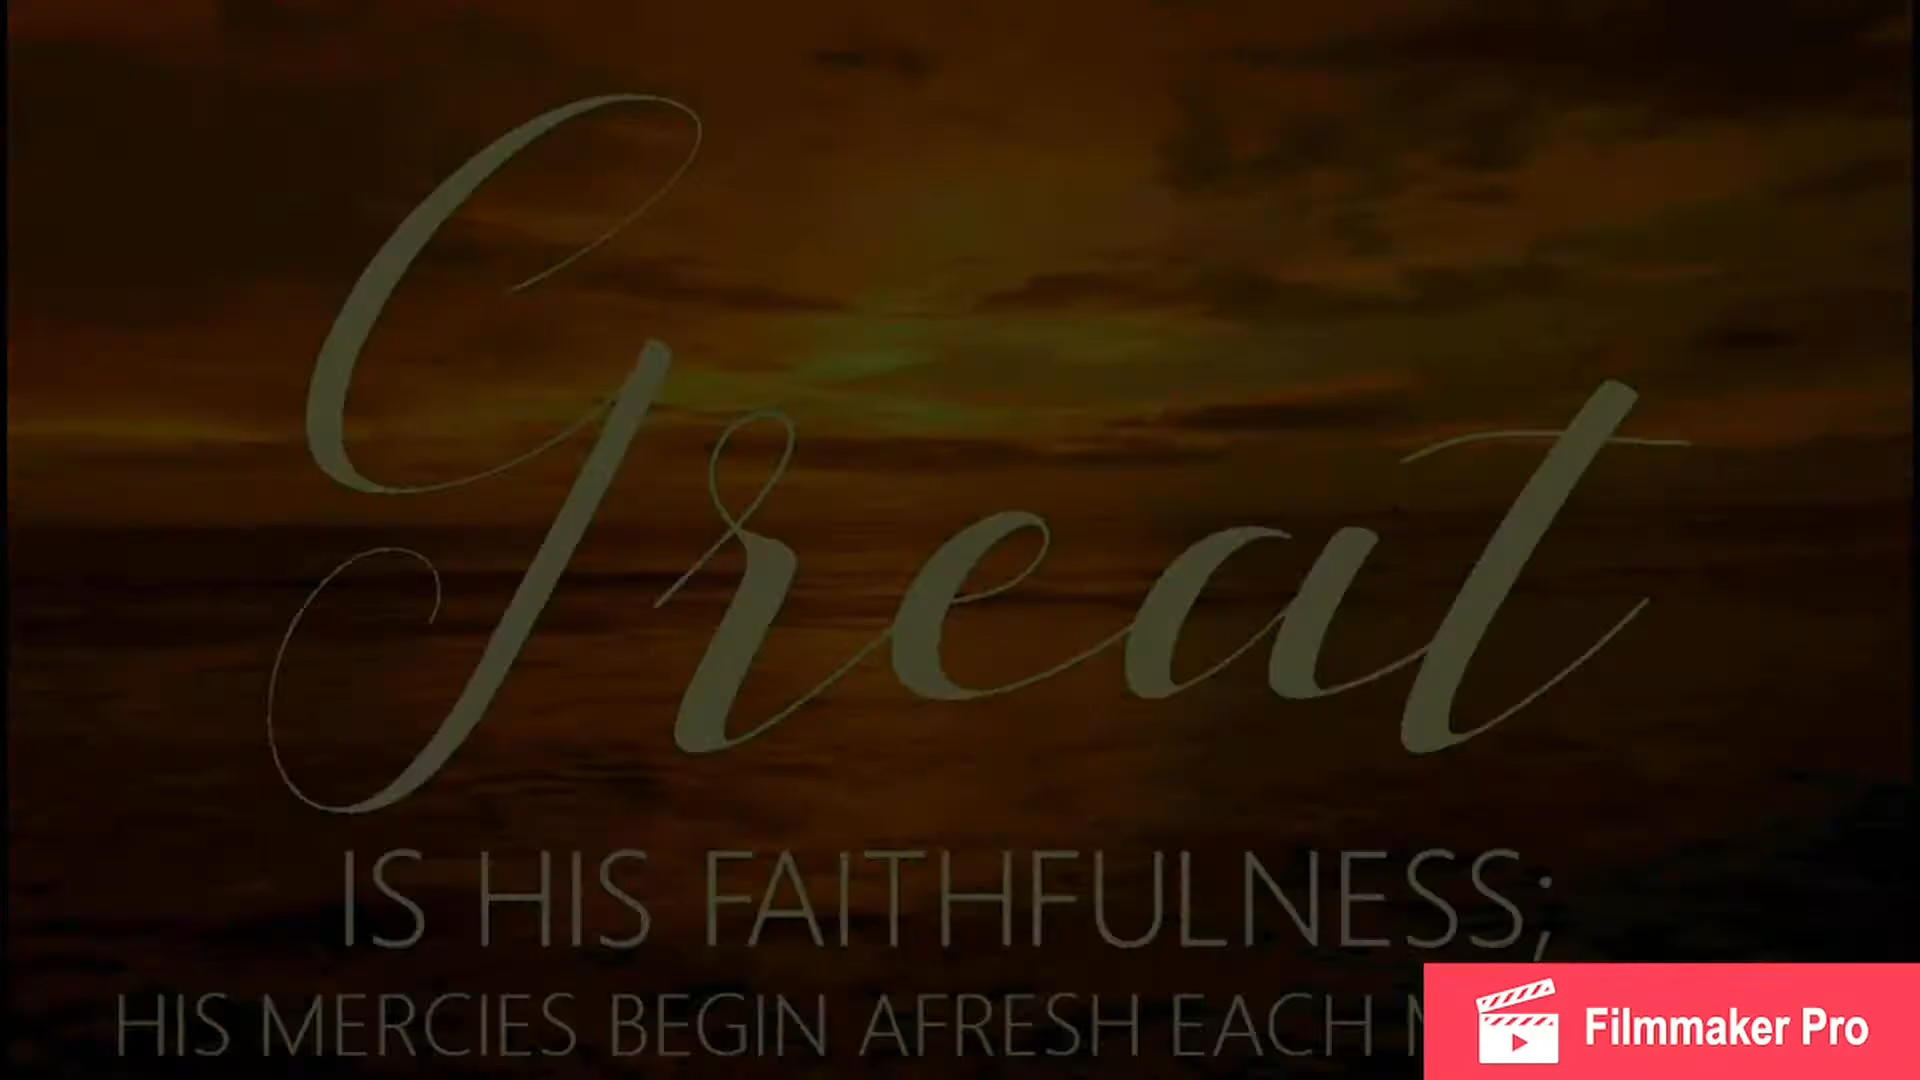 Great
IS HIS FAITHFULNESS;
HIS MERCIES BEGIN AFRESH EACH
Filmmaker Pro